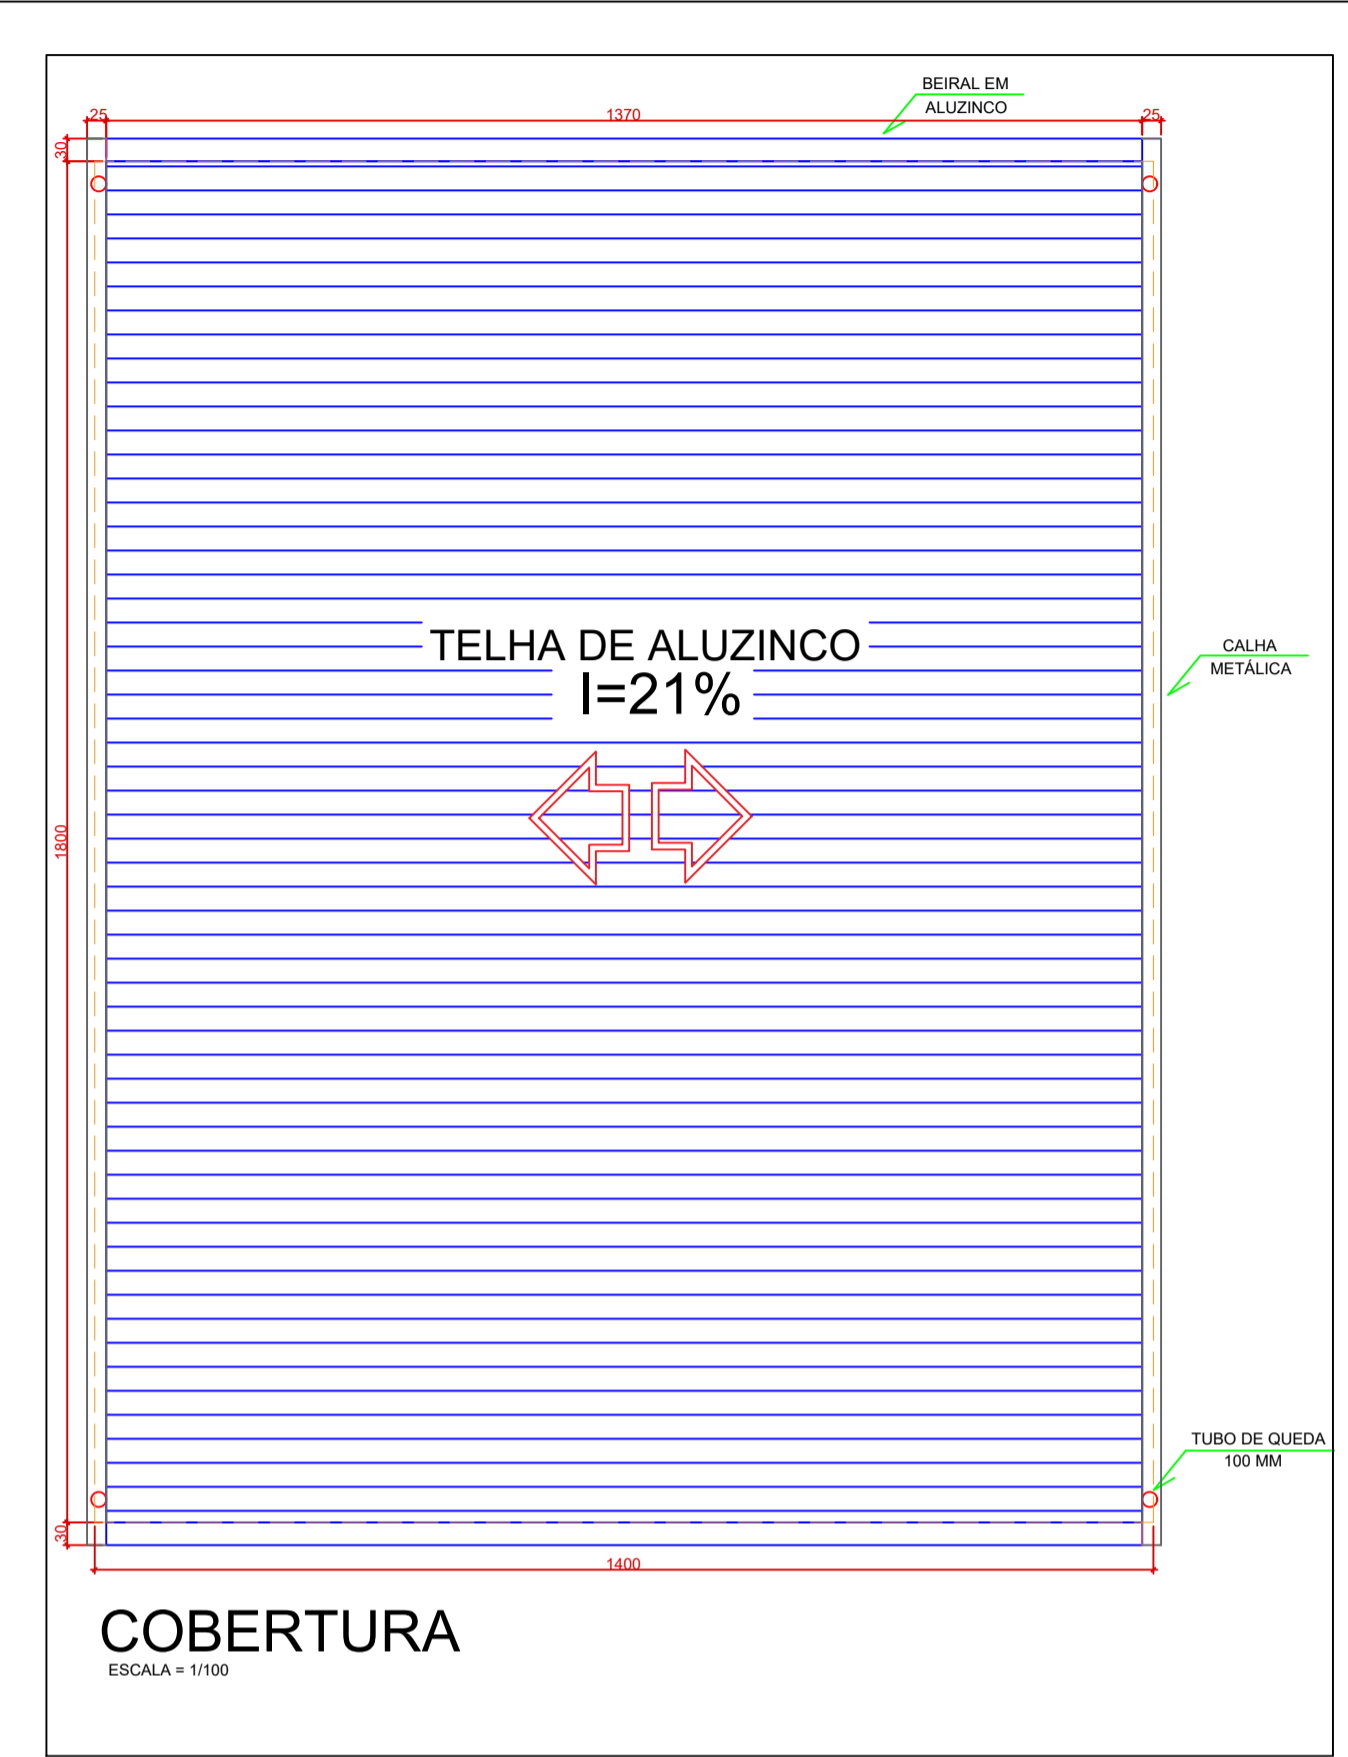 BEIRAL EM
ALUZINCO
25
1370
25
30
TELHA DE ALUZINCO
I=21%
CALHA
METÁLICA
1800
TUBO DE QUEDA
100 MM
30
1400
COBERTURA
ESCALA = 1/100